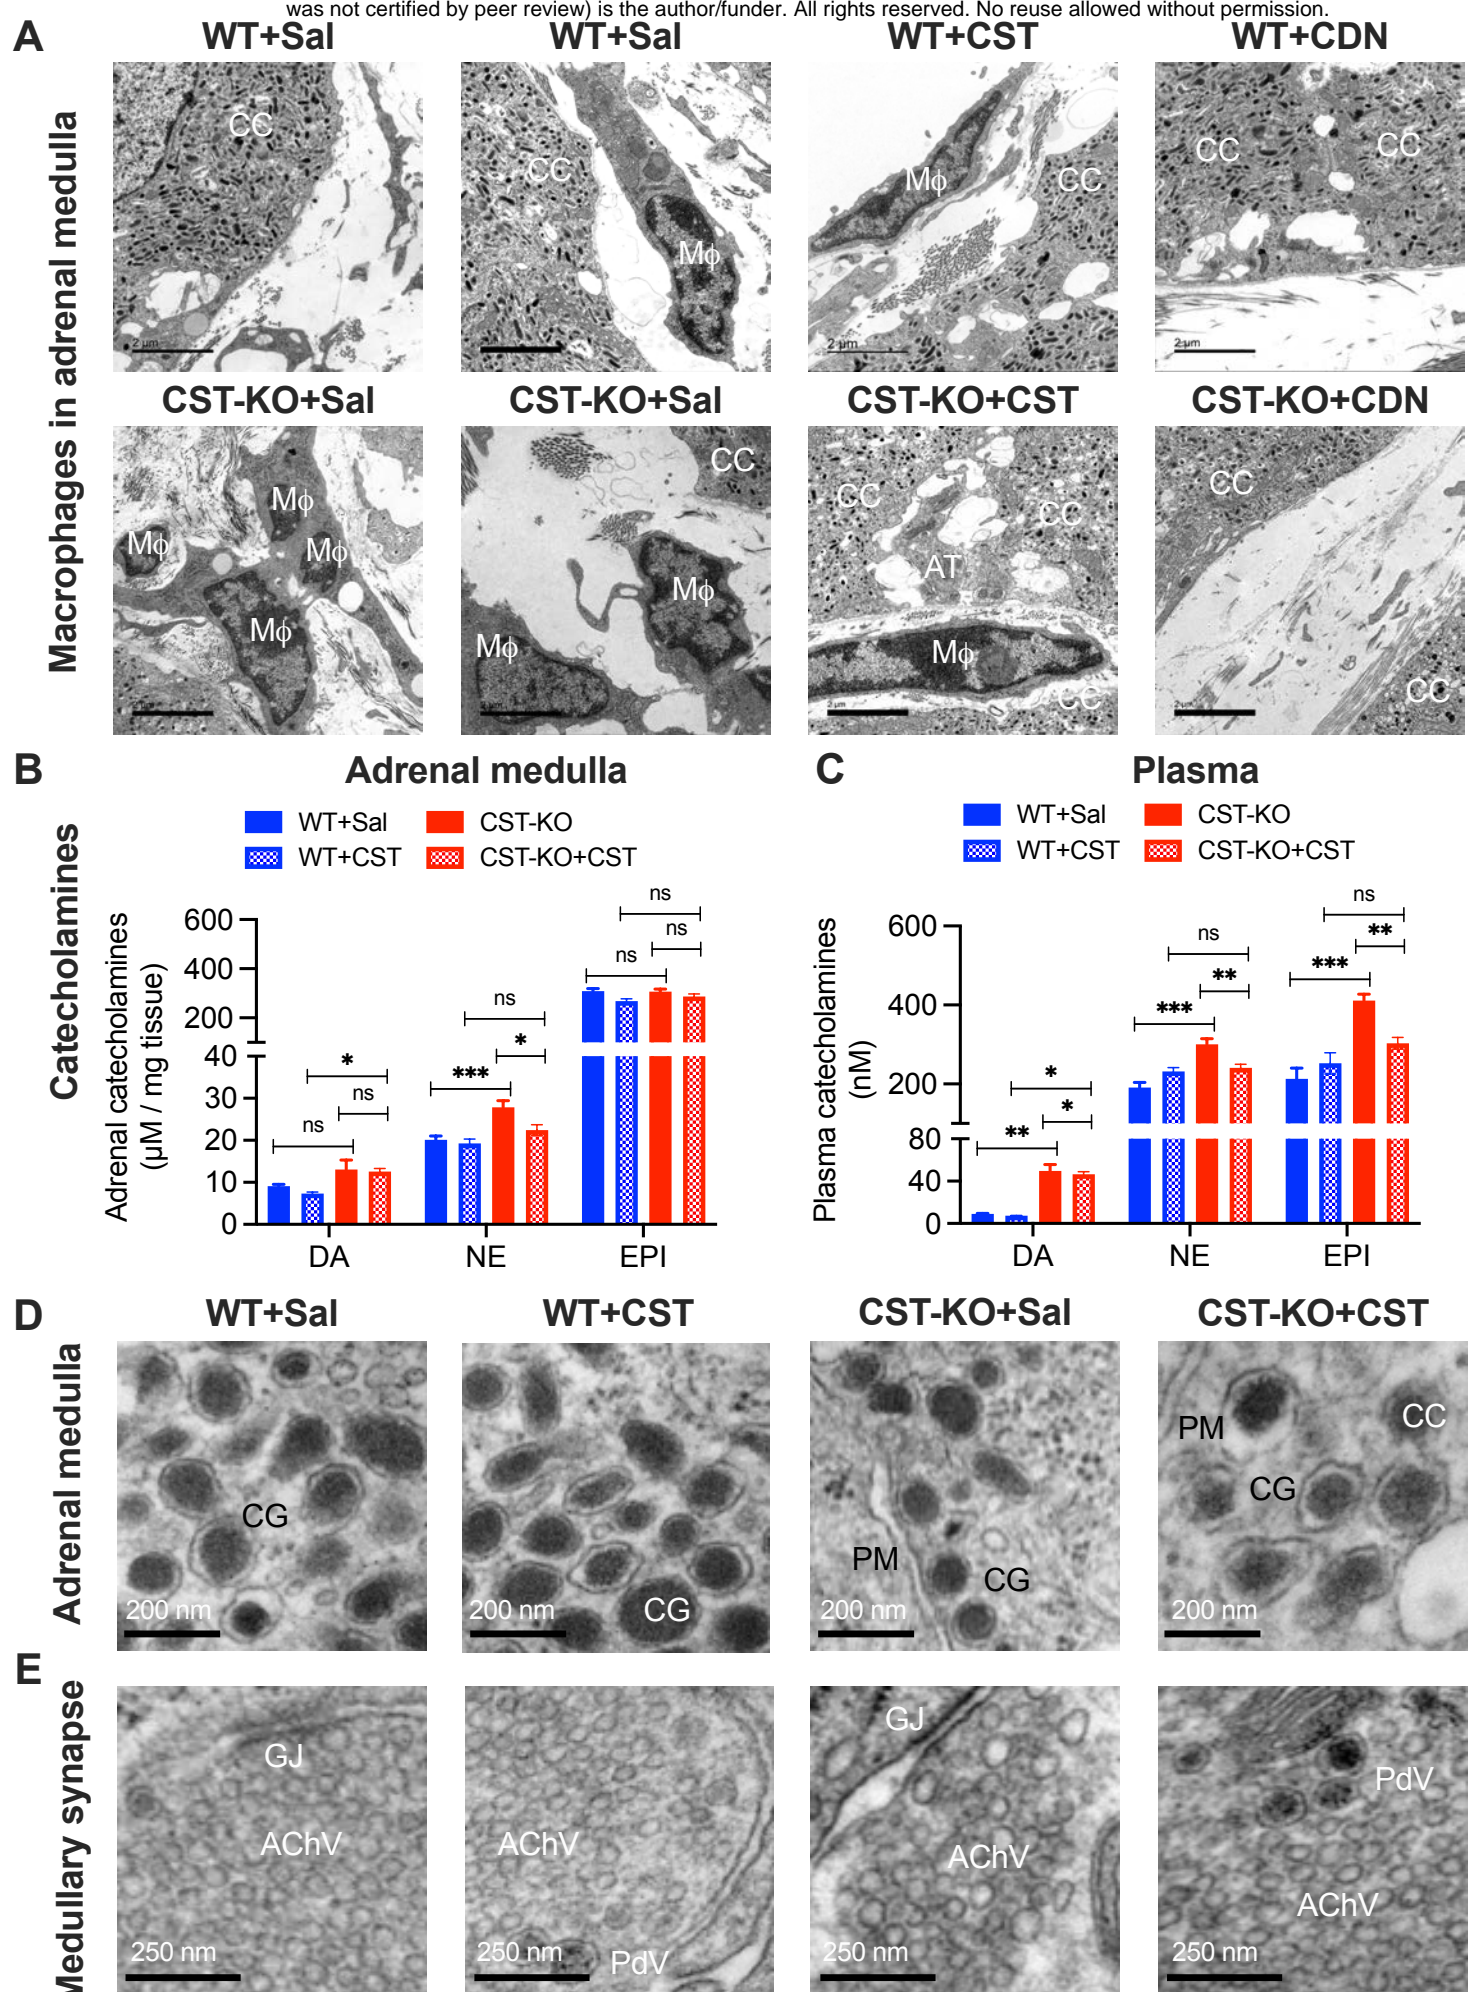 was not certified by peer review) is the author/funder. All rights reserved. No reuse allowed without permission.
A
WT+Sal WT+Sal WT+CST WT+CDN
Macrophages in adrenal medulla
CC CC Mϕ Mϕ CC CC CC
2 µm 2 µm 2 µm
CST-KO+Sal CST-KO+Sal CST-KO+CST CST-KO+CDN
Mϕ Mϕ Mϕ Mϕ CC Mϕ Mϕ CC CC AT Mϕ CC CC CC
2 µm 2 µm
B Adrenal medulla
Catecholamines
WT+Sal CST-KO
WT+CST CST-KO+CST
Adrenal catecholamines
(µM / mg tissue)
600
400
200
40
30
20
10
0
ns ns * ns
*** * ns
ns ns ns
DA NE EPI
C Plasma
WT+Sal CST-KO
WT+CST CST-KO+CST
Plasma catecholamines
(nM)
600
400
200
80
40
0
** * *
*** ** ns
*** ** ns
DA NE EPI
D
WT+Sal WT+CST CST-KO+Sal CST-KO+CST
Adrenal medulla
CG CG PM CG PM CC CG
200 nm 200 nm 200 nm 200 nm
E
Medullary synapse
GJ AChV AChV PdV GJ AChV PdV AChV
250 nm 250 nm 250 nm 250 nm